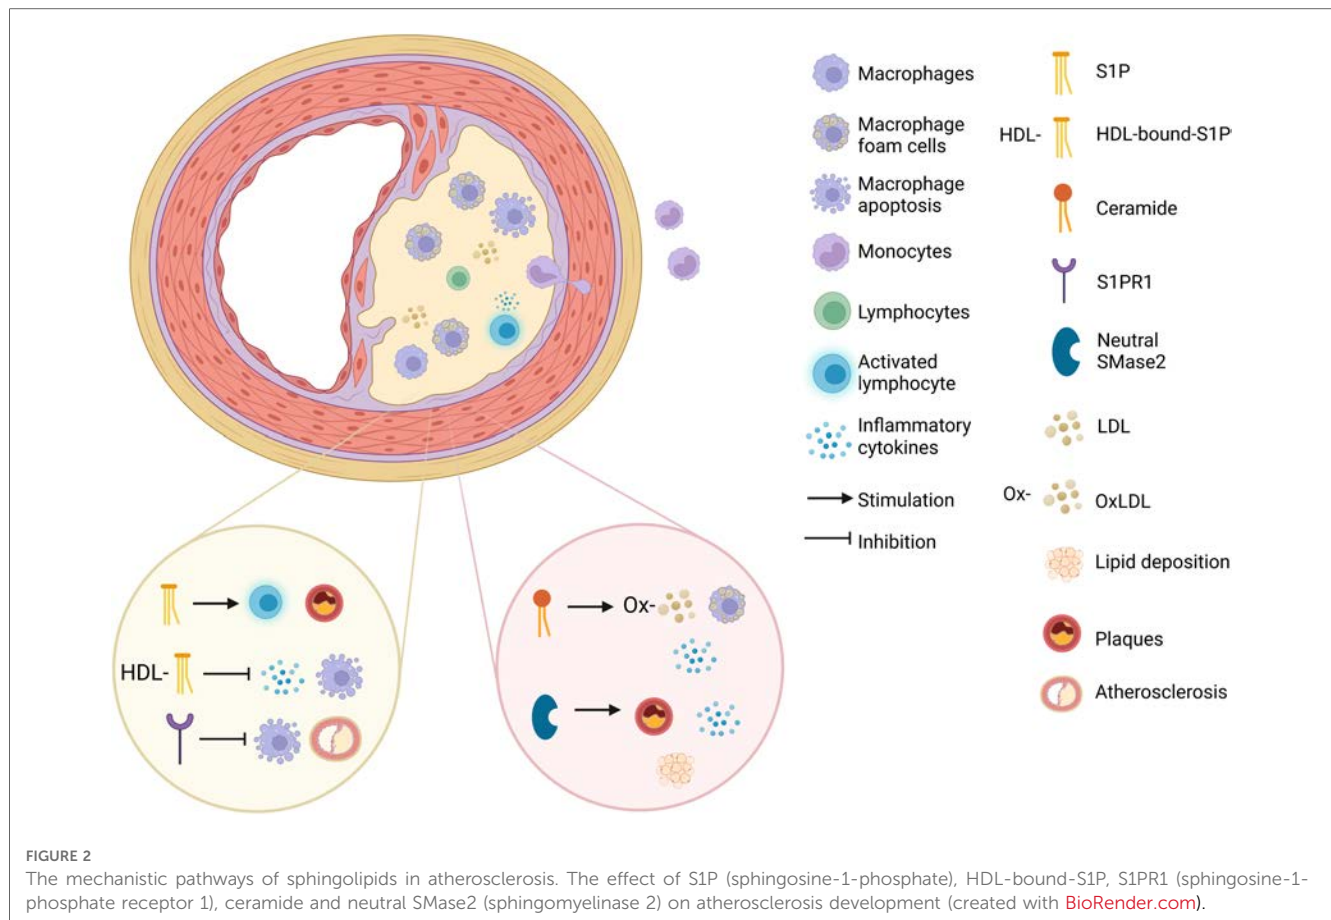 Macrophages
Macrophage
foam cells
Macrophage
apoptosis
Monocytes
Lymphocytes
Activated
lymphocyte
Inflammatory
cytokines
Stimulation
Inhibition
S1P
HDL- HDL-bound-S1P
Ceramide
S1PR1
Neutral
SMase2
LDL
Ox- OxLDL
Lipid deposition
Plaques
Atherosclerosis
HDL-
Ox-
FIGURE 2
The mechanistic pathways of sphingolipids in atherosclerosis. The effect of S1P (sphingosine-1-phosphate), HDL-bound-S1P, S1PR1 (sphingosine-1-
phosphate receptor 1), ceramide and neutral SMase2 (sphingomyelinase 2) on atherosclerosis development (created with BioRender.com).